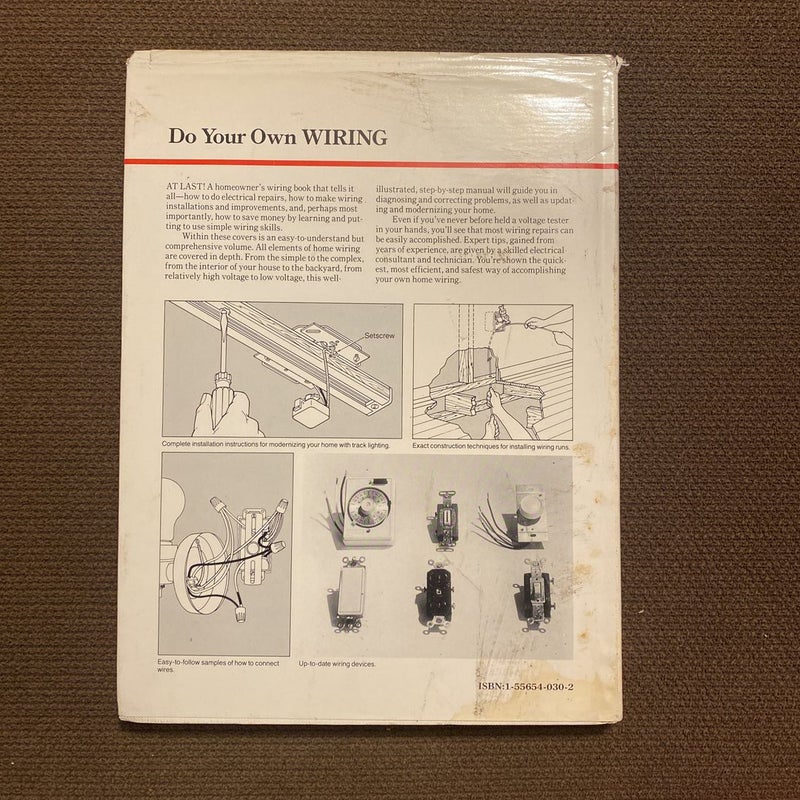 Do Your Own WIRING
AT LAST! A homeowner's wiring book that tells it
all—how to do electrical repairs, how to make wiring
installations and improvements, and, perhaps most
importantly, how to save money by learning and put-
ting to use simple wiring skills.
Within these covers is an easy-to-understand but
comprehensive volume. All elements of home wiring
are covered in depth. From the simple to the complex,
from the interior of your house to the backyard, from
relatively high voltage to low voltage, this well-
illustrated, step-by-step manual will guide you in
diagnosing and correcting problems, as well as updat-
ing and modernizing your home.
Even if you've never before held a voltage tester
in your hands, you'll see that most wiring repairs can
be easily accomplished. Expert tips, gained from
years of experience, are given by a skilled electrical
consultant and technician. You're shown the quick-
est, most efficient, and safest way of accomplishing
your own home wiring.
Setscrew
Complete installation instructions for modernizing your home with track lighting.
Exact construction techniques for installing wiring runs.
Easy-to-follow samples of how to connect
wires.
Up-to-date wiring devices.
ISBN:1-55654-030-2